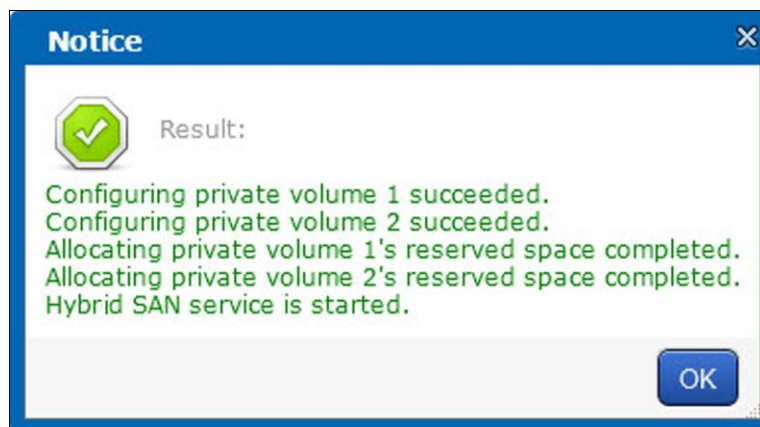 Notice
Result:
Configuring private volume 1 succeeded.
Configuring private volume 2 succeeded.
Allocating private volume 1's reserved space completed.
Allocating private volume 2's reserved space completed.
Hybrid SAN service is started.
OK